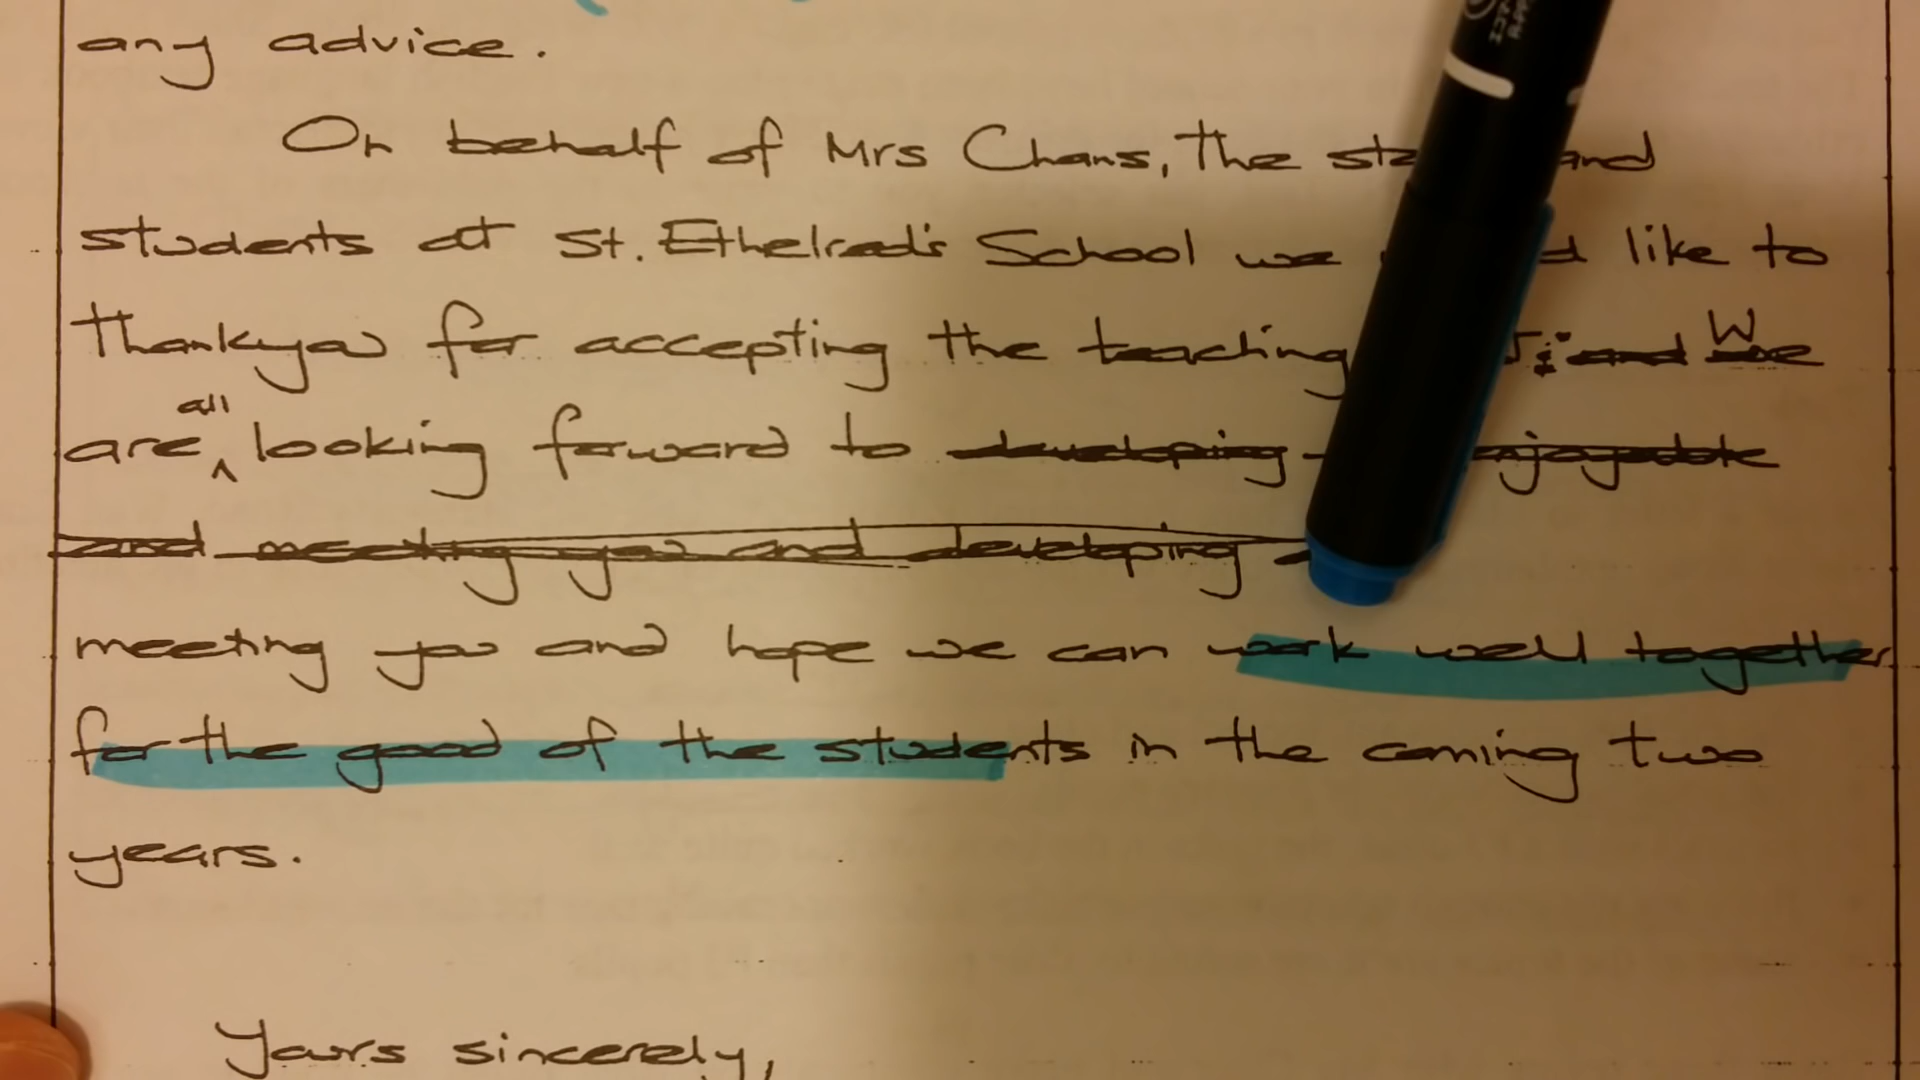 any advice.
On behalf of Mrs Chans, the and
students at St. Ethelred's School we like to
thankyou for accepting the teaching and We
are all looking forward to developing
and meeting you and developing
meeting you and hope we can work well together
for the good of the students in the coming two
years.
Yours sincerely,